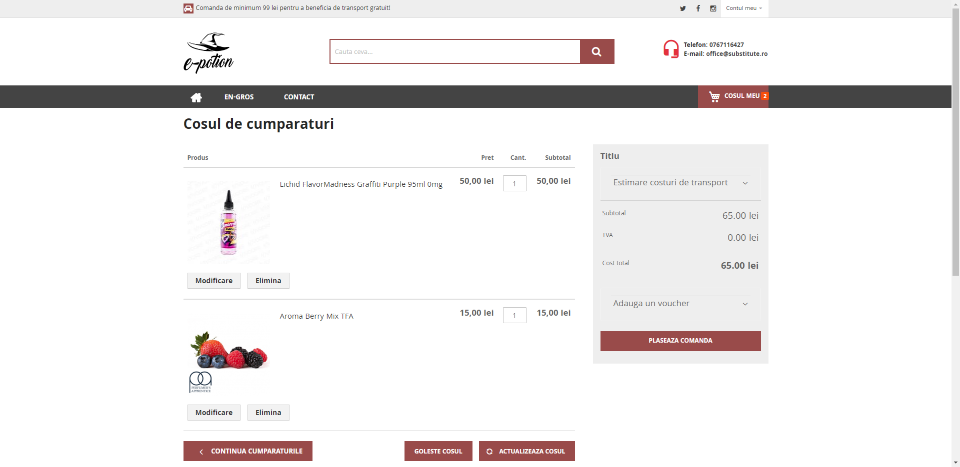 Comanda de minimum 99 lei pentru a beneficia de transport gratuit!
Contul meu
e-potion
Cauta ceva...
Telefon: 0767116427
E-mail: office@substitute.ro
EN-GROS
CONTACT
COSUL MEU 2
Cosul de cumparaturi
Produs Pret Cant. Subtotal
Lichid FlavorMadness Graffiti Purple 95ml 0mg 50,00 lei 1 50,00 lei
Modificare Elimina
Aroma Berry Mix TFA 15,00 lei 1 15,00 lei
Modificare Elimina
CONTINUA CUMPARATURILE GOLESTE COSUL ACTUALIZEAZA COSUL
Titlu
Estimare costuri de transport
Subtotal 65.00 lei
TVA 0.00 lei
Cost total 65.00 lei
Adauga un voucher
PLASEAZA COMANDA